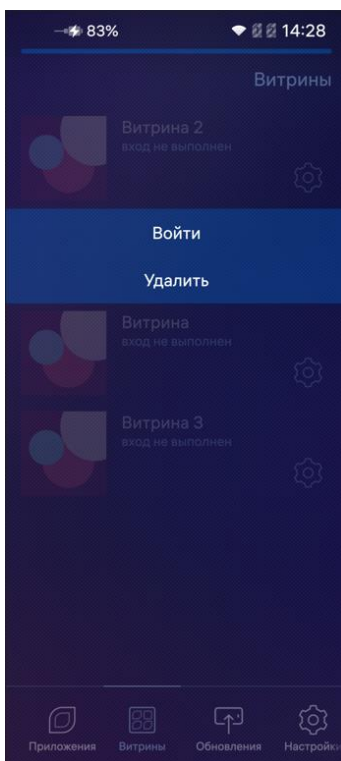 83%
14:28
Витрины
Витрина 2
вход не выполнен
Войти
Удалить
Витрина
вход не выполнен
Витрина 3
вход не выполнен
Приложения
Витрины
Обновления
Настройки